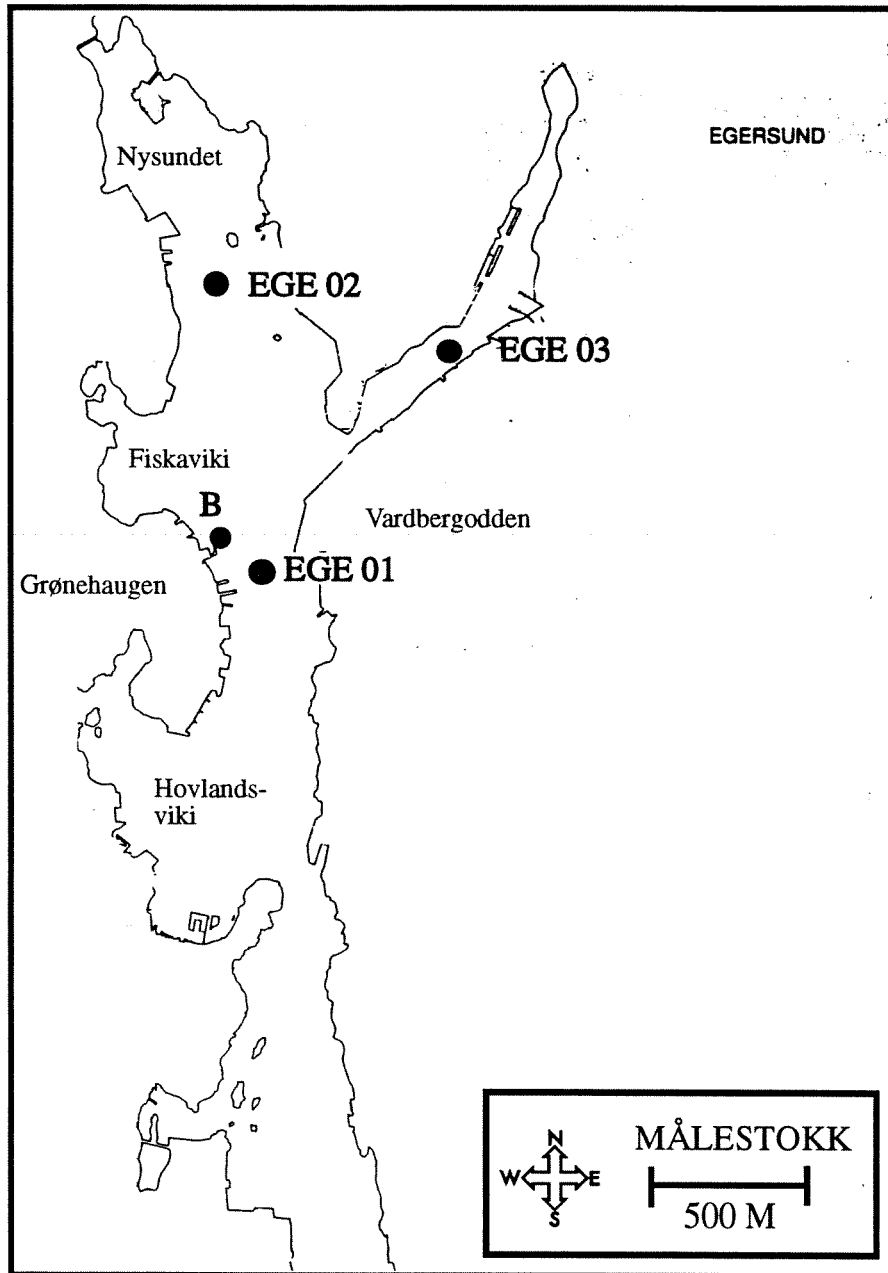 EGERSUND
Nysundet
EGE 02
EGE 03
Fiskaviki
B
Vardbergodden
EGE 01
Grønehaugen
Hovlands-
viki
N
W E
S
MÅLESTOKK
500 M